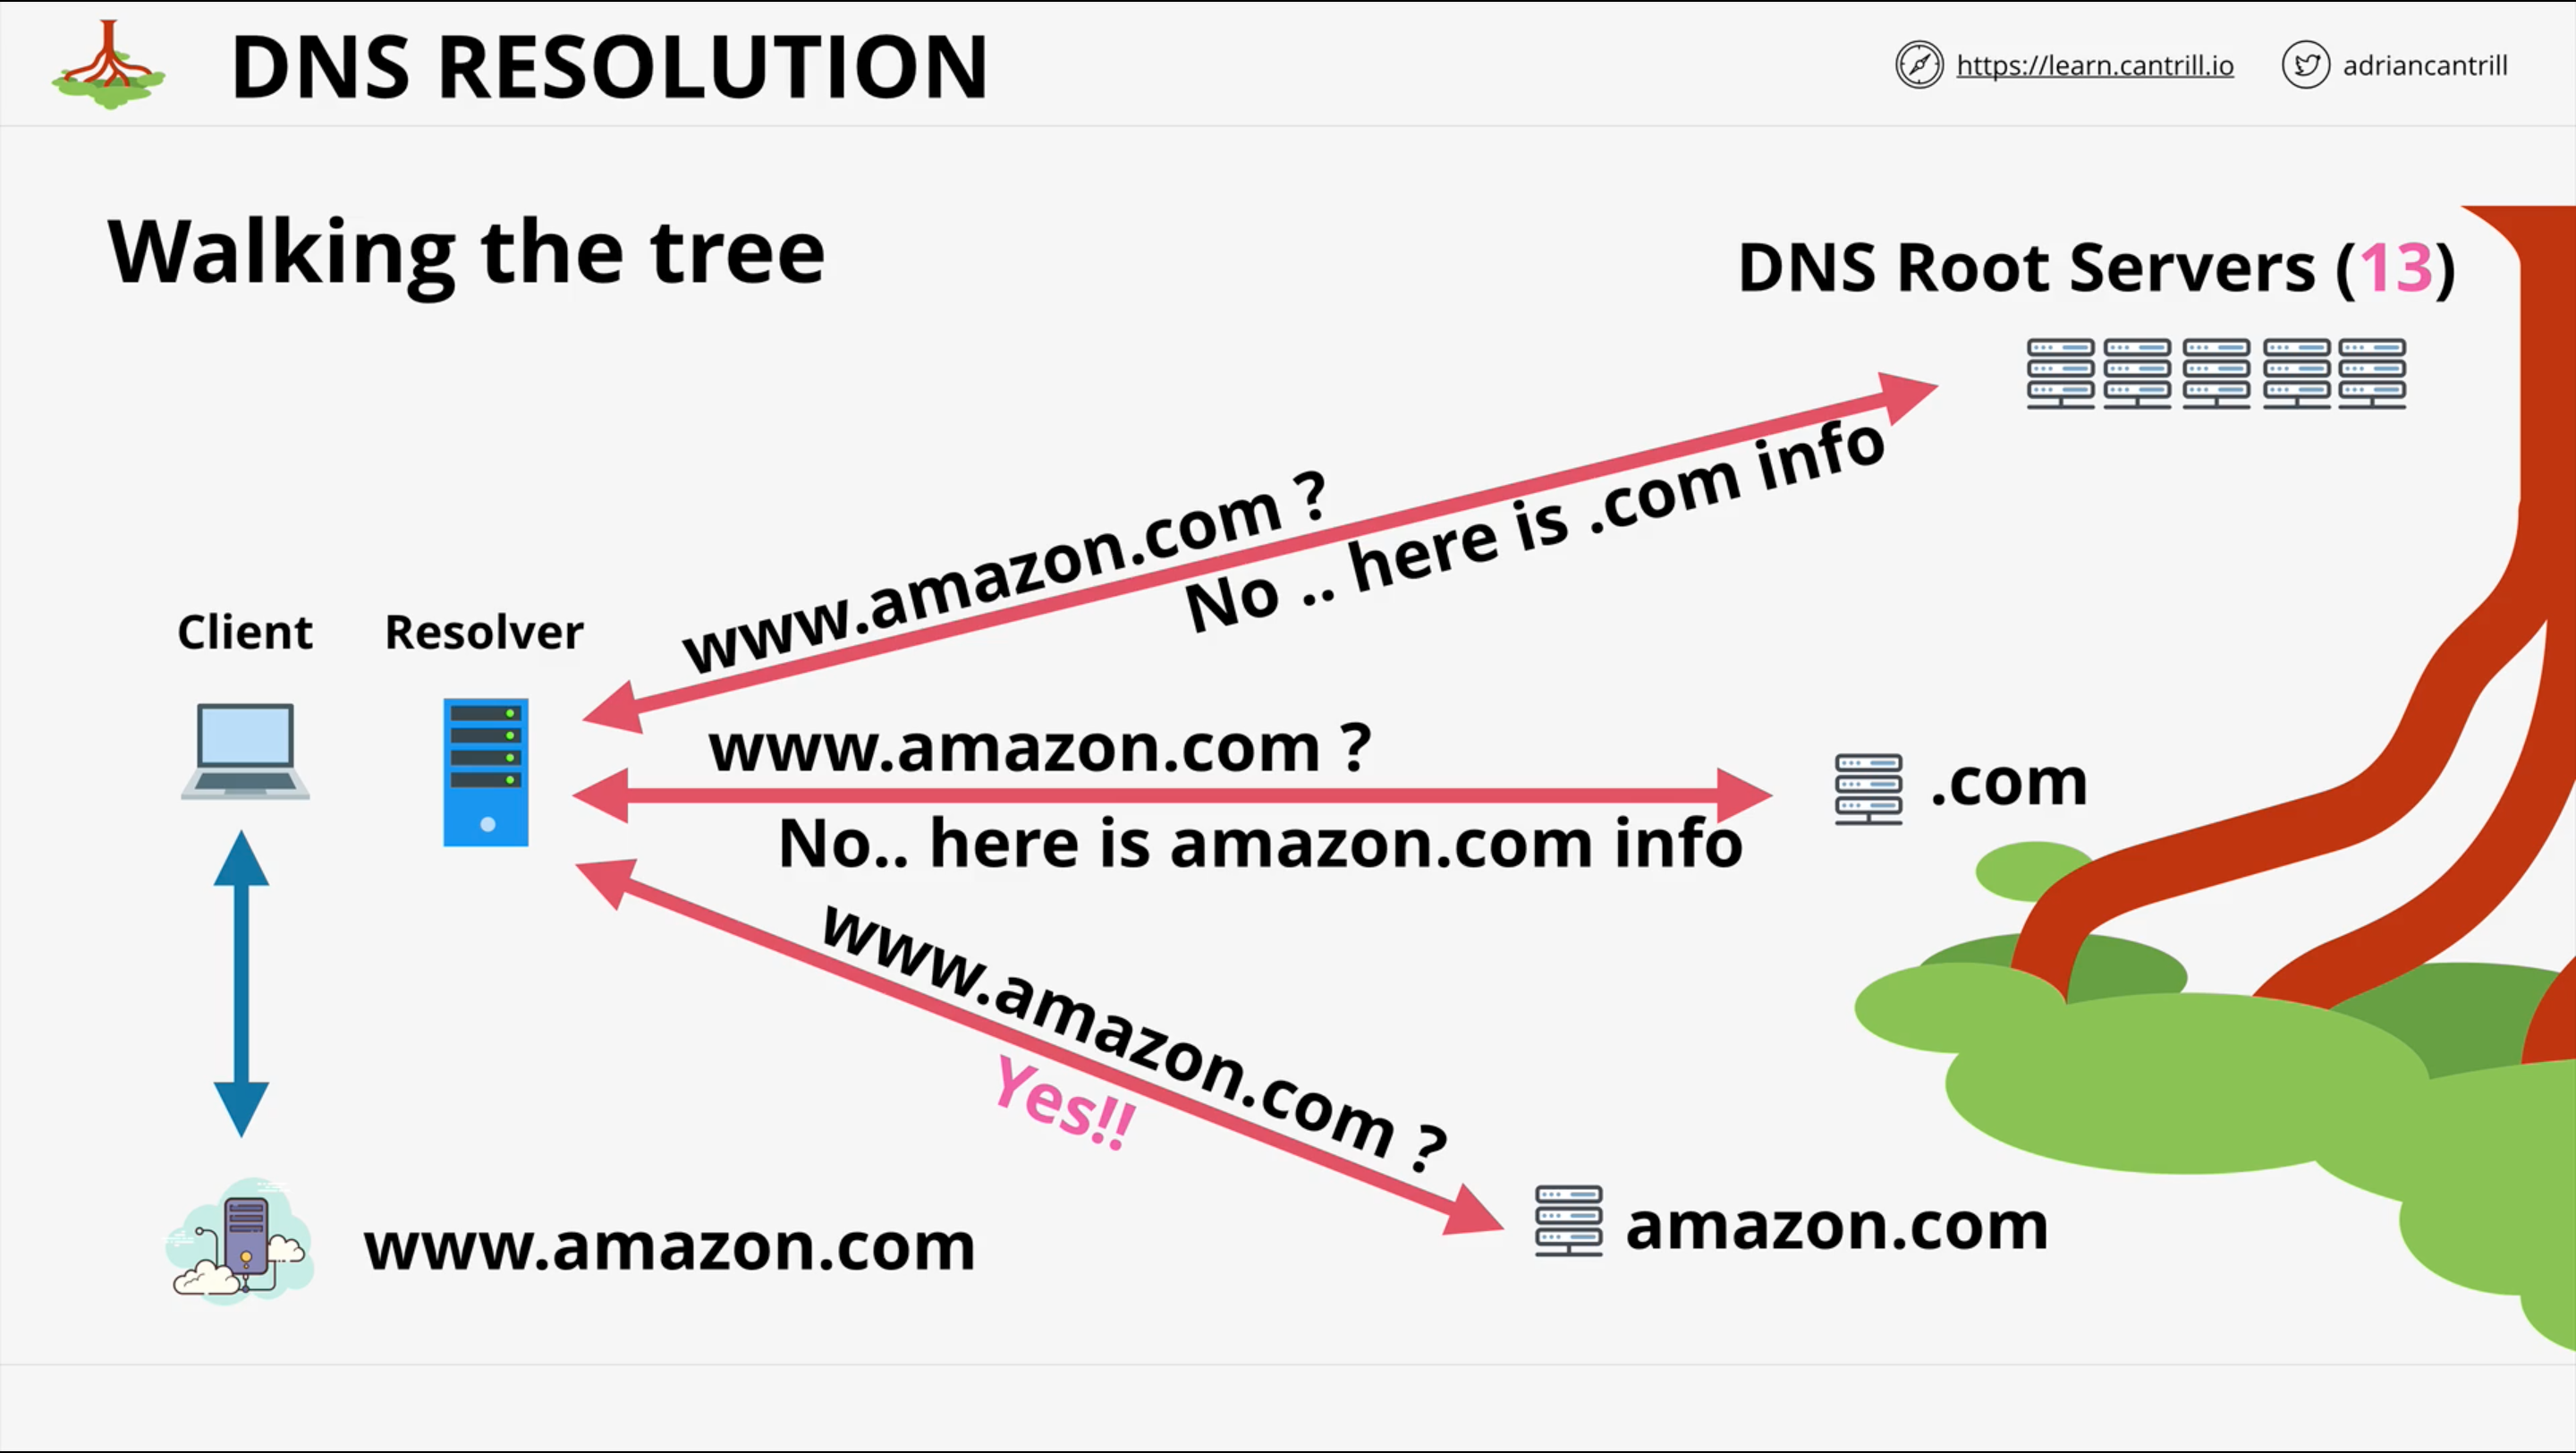 DNS RESOLUTION
https://learn.cantrill.io
adriancantrill
Walking the tree
DNS Root Servers (13)
www.amazon.com ?
No .. here is .com info
Client
Resolver
www.amazon.com ?
.com
No.. here is amazon.com info
www.amazon.com ?
Yes!!
amazon.com
www.amazon.com